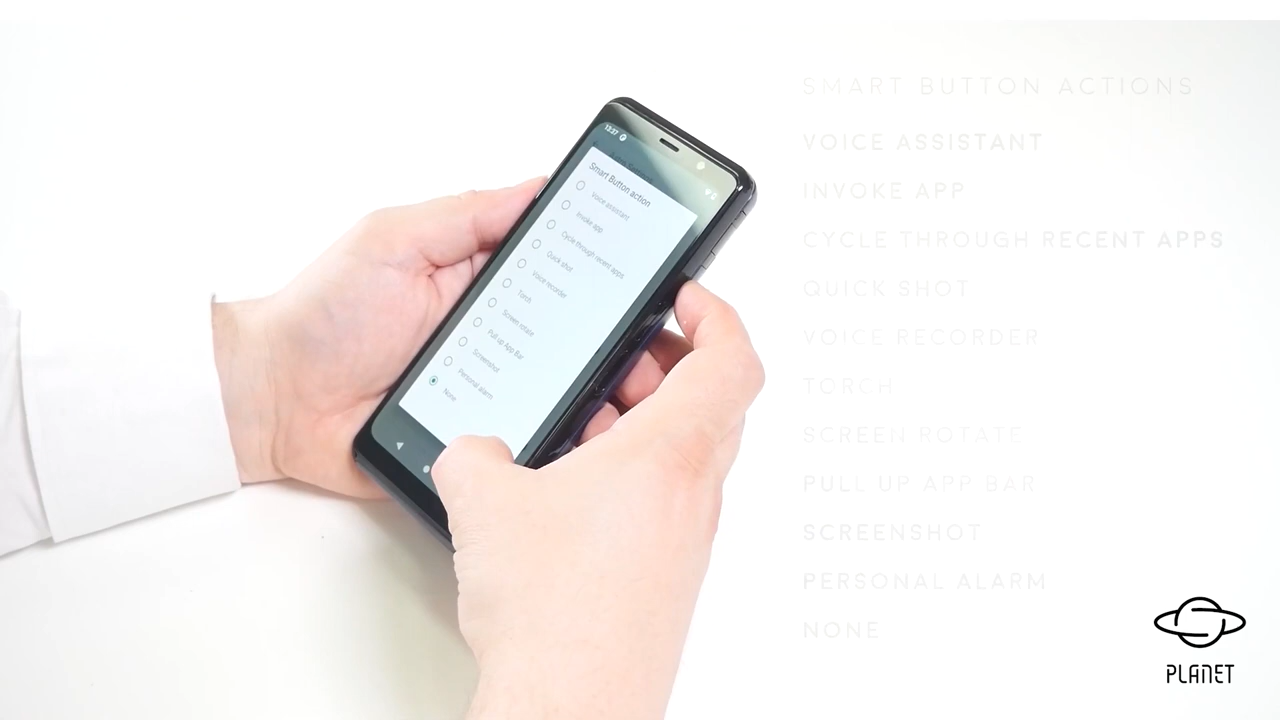 13:37
Smart Button action
Voice assistant
Invoke app
Cycle through recent apps
Quick shot
Voice recorder
Torch
Screen rotate
Pull up App Bar
Screenshot
Personal alarm
None
SMART BUTTON ACTIONS
VOICE ASSISTANT
INVOKE APP
CYCLE THROUGH RECENT APPS
QUICK SHOT
VOICE RECORDER
TORCH
SCREEN ROTATE
PULL UP APP BAR
SCREENSHOT
PERSONAL ALARM
NONE
PLANET